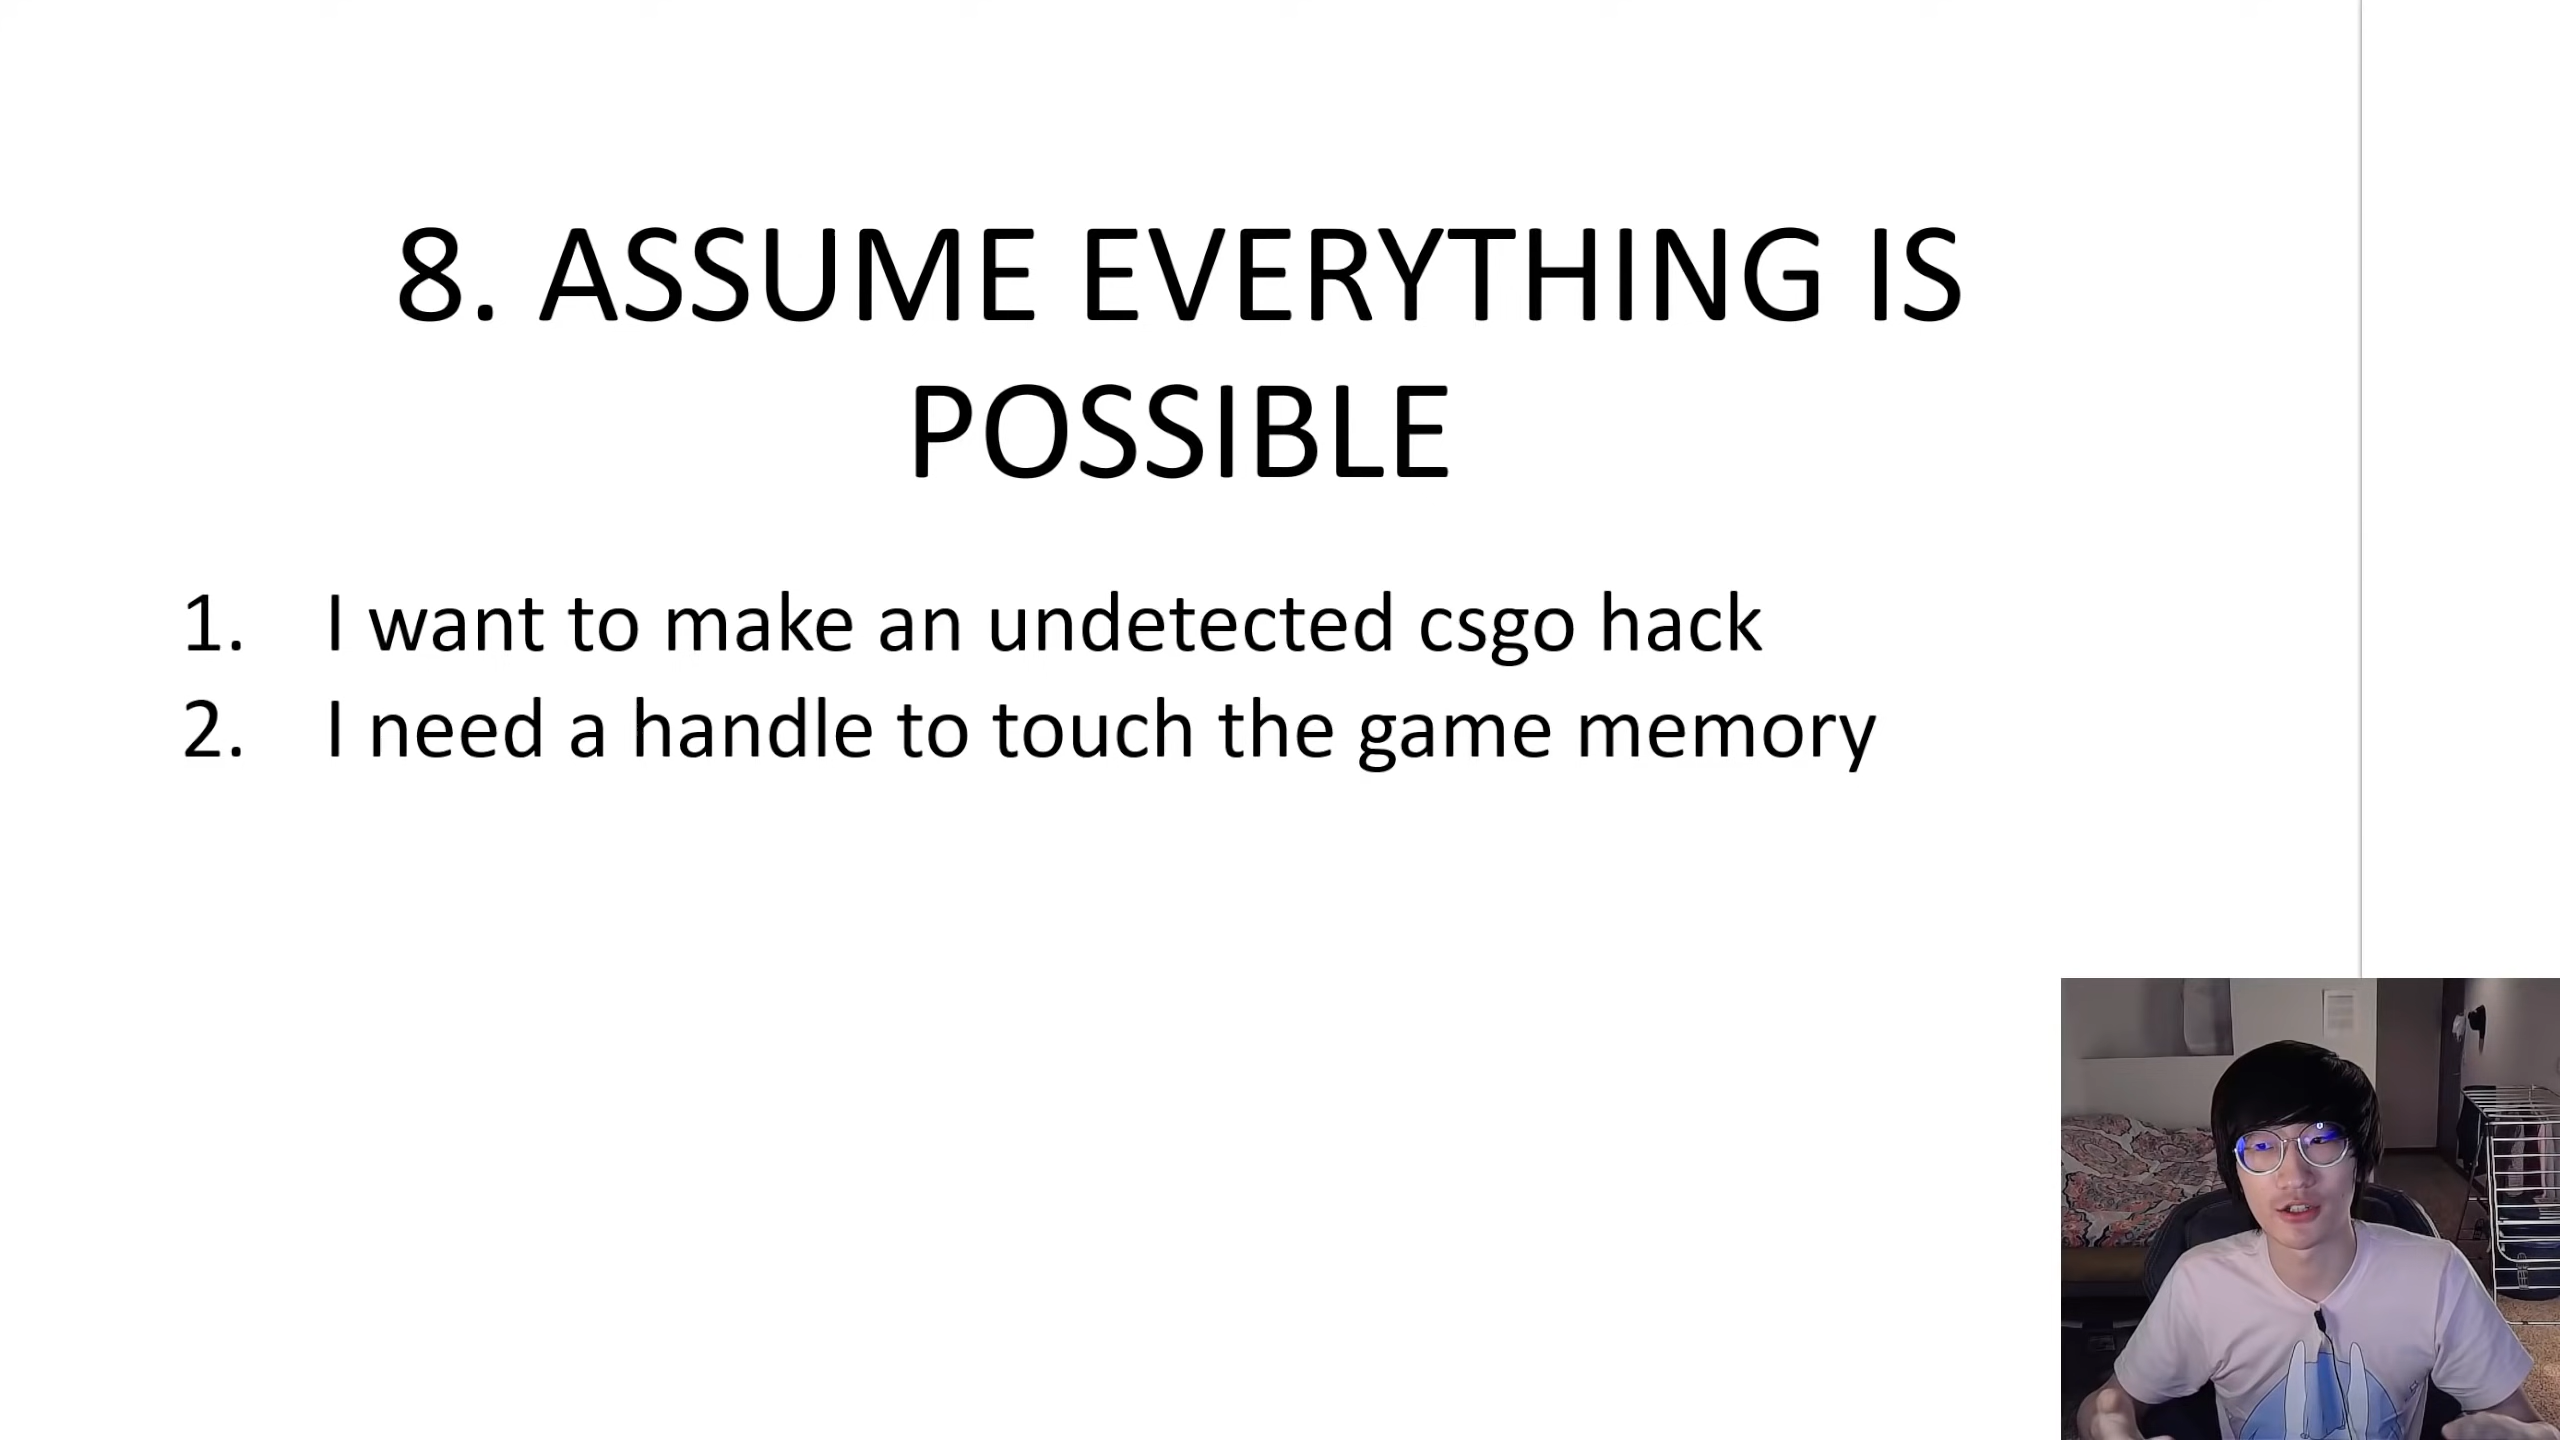 8. ASSUME EVERYTHING IS
POSSIBLE
1. I want to make an undetected csgo hack
2. I need a handle to touch the game memory